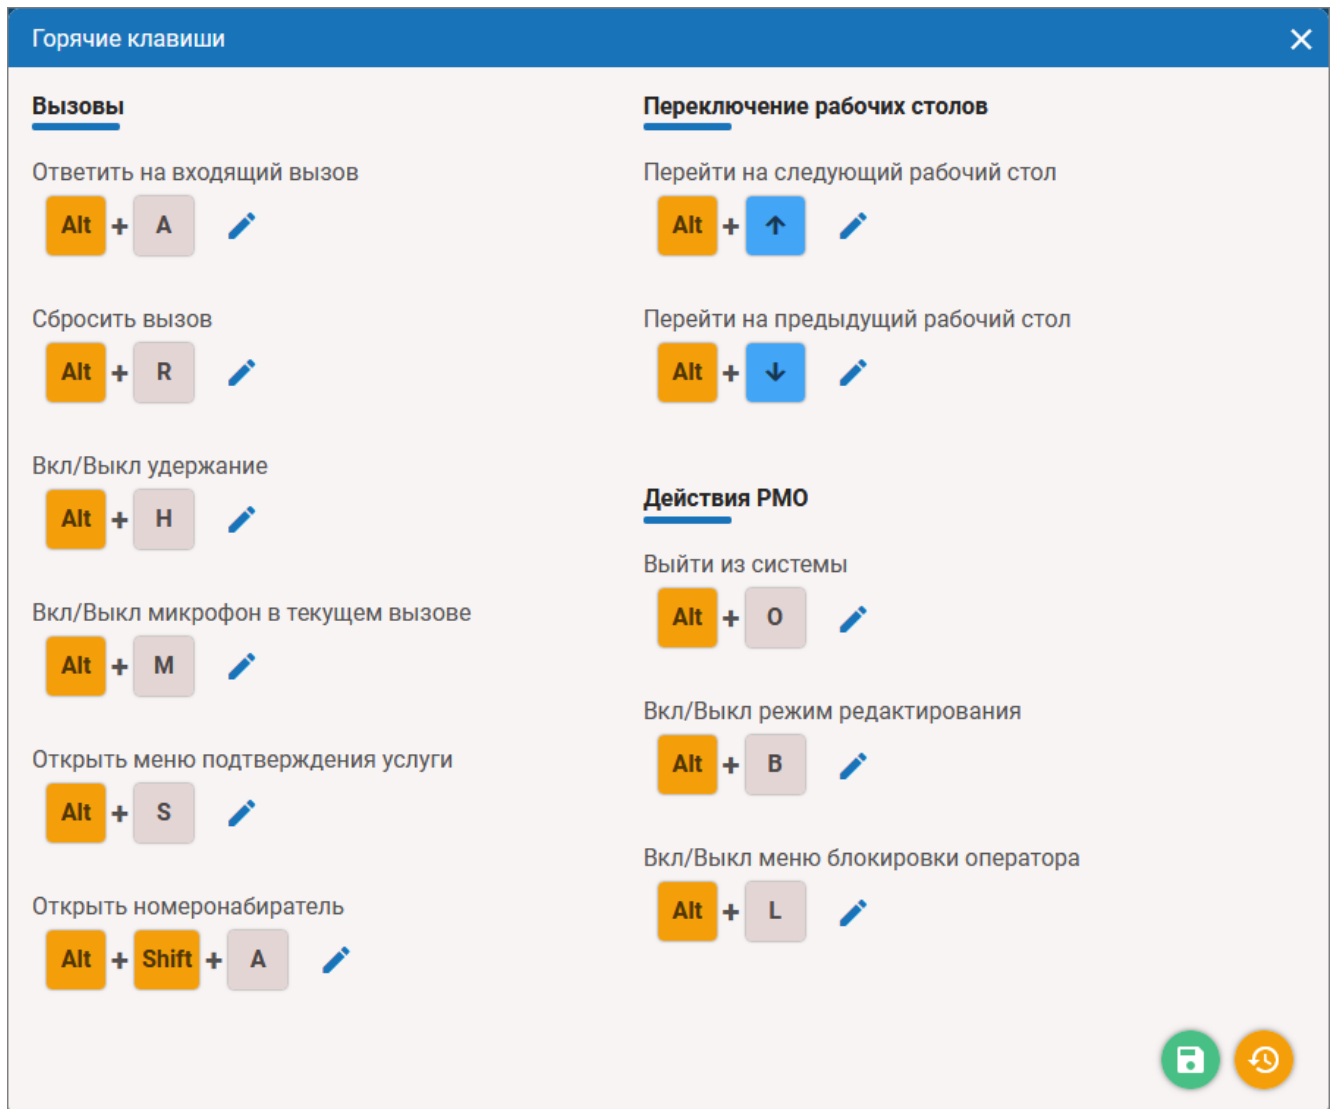 Горячие клавиши
Вызовы
Ответить на входящий вызов
Alt + A
Сбросить вызов
Alt + R
Вкл/Выкл удержание
Alt + H
Вкл/Выкл микрофон в текущем вызове
Alt + M
Открыть меню подтверждения услуги
Alt + S
Открыть номеронабиратель
Alt + Shift + A
Переключение рабочих столов
Перейти на следующий рабочий стол
Alt + ↑
Перейти на предыдущий рабочий стол
Alt + ↓
Действия РМО
Выйти из системы
Alt + O
Вкл/Выкл режим редактирования
Alt + B
Вкл/Выкл меню блокировки оператора
Alt + L